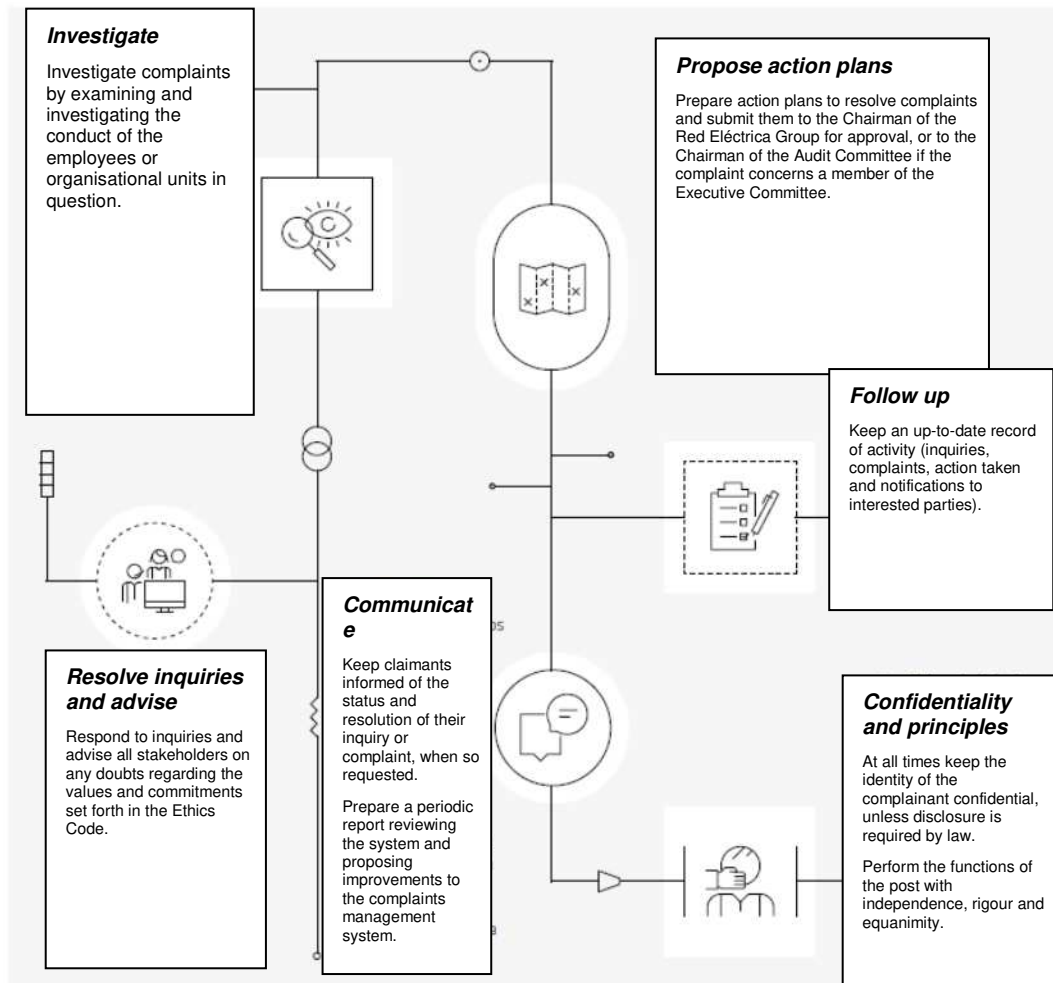 Investigate
Investigate complaints
by examining and
investigating the
conduct of the
employees or
organisational units in
question.
Propose action plans
Prepare action plans to resolve complaints
and submit them to the Chairman of the
Red Eléctrica Group for approval, or to the
Chairman of the Audit Committee if the
complaint concerns a member of the
Executive Committee.
Follow up
Keep an up-to-date record
of activity (inquiries,
complaints, action taken
and notifications to
interested parties).
Resolve inquiries
and advise
Respond to inquiries and
advise all stakeholders on
any doubts regarding the
values and commitments
set forth in the Ethics
Code.
Communicat
e
Keep claimants
informed of the
status and
resolution of their
inquiry or
complaint, when so
requested.
Prepare a periodic
report reviewing
the system and
proposing
improvements to
the complaints
management
system.
Confidentiality
and principles
At all times keep the
identity of the
complainant confidential,
unless disclosure is
required by law.
Perform the functions of
the post with
independence, rigour and
equanimity.